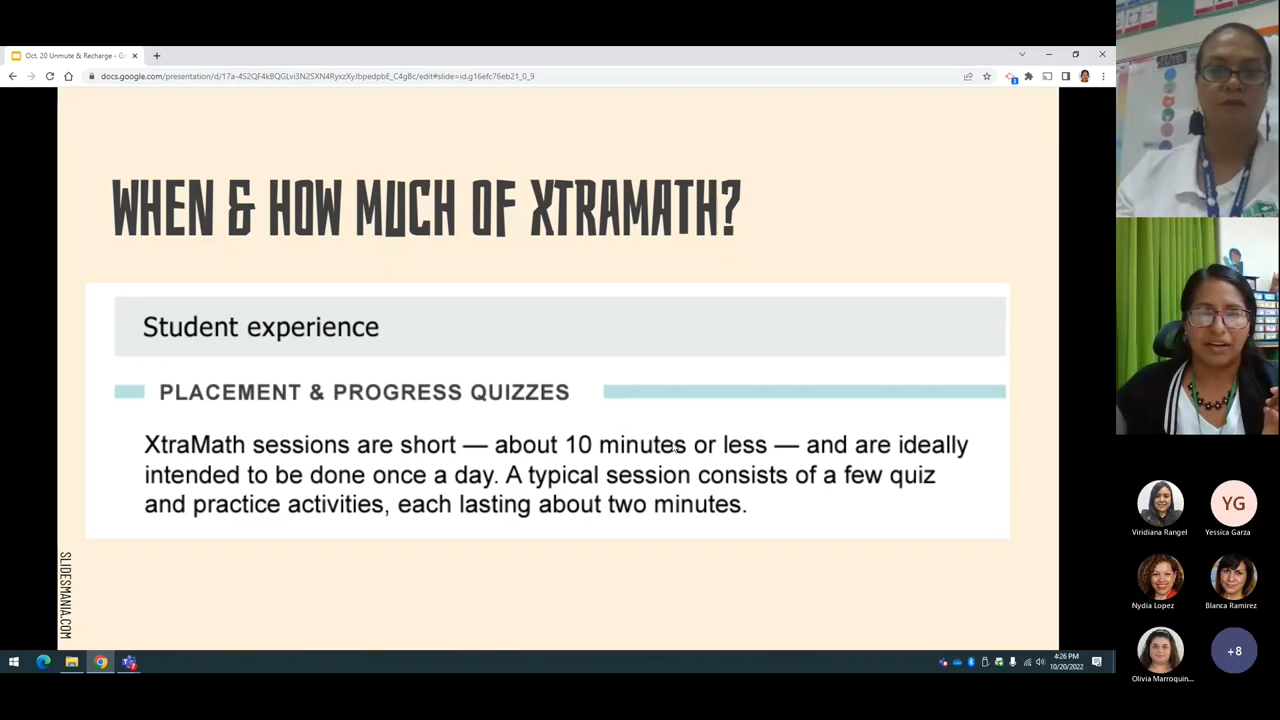 Oct. 20 Unmute & Recharge - Go
docs.google.com/presentation/d/17a-4S2QF4kBQGLvi3N2SXN4RyxzXyJbpedpbE_C4gBc/edit#slide=id.g16efc76eb21_0_9
WHEN & HOW MUCH OF XTRAMATH?
Student experience
PLACEMENT & PROGRESS QUIZZES
XtraMath sessions are short — about 10 minutes or less — and are ideally
intended to be done once a day. A typical session consists of a few quiz
and practice activities, each lasting about two minutes.
SLIDESMANIA.COM
YG
Viridiana Rangel
Yessica Garza
Nydia Lopez
Blanca Ramirez
Olivia Marroquin...
+8
4:26 PM
10/20/2022